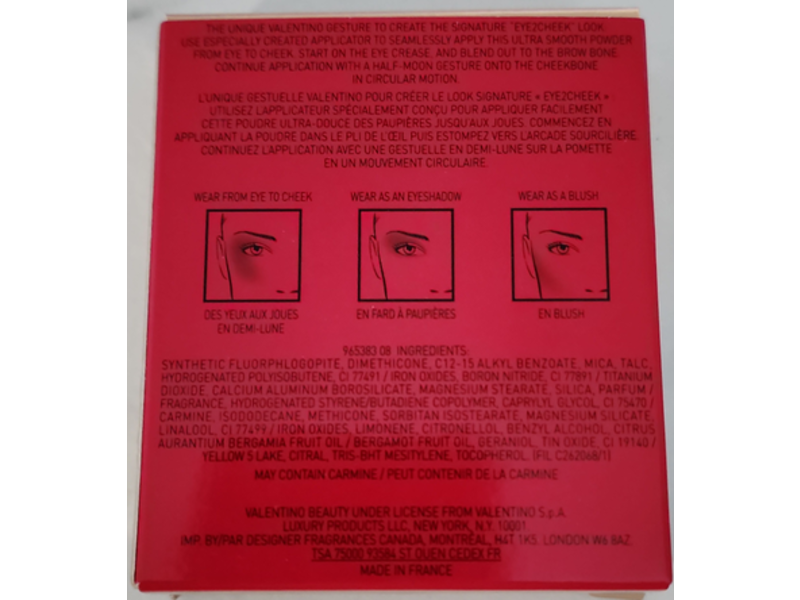 THE UNIQUE VALENTINO GESTURE TO CREATE THE SIGNATURE "EYE2CHEEK" LOOK.
USE ESPECIALLY CREATED APPLICATOR TO SEAMLESSLY APPLY THIS ULTRA SMOOTH POWDER
FROM EYE TO CHEEK. START ON THE EYE CREASE, AND BLEND OUT TO THE BROW BONE.
CONTINUE APPLICATION WITH A HALF-MOON GESTURE ONTO THE CHEEKBONE
IN CIRCULAR MOTION.
L'UNIQUE GESTUELLE VALENTINO POUR CRÉER LE LOOK SIGNATURE « EYE2CHEEK »
UTILISEZ L'APPLICATEUR SPÉCIALEMENT CONÇU POUR APPLIQUER FACILEMENT
CETTE POUDRE ULTRA-DOUCE DES PAUPIÈRES JUSQU'AUX JOUES. COMMENCEZ EN
APPLIQUANT LA POUDRE DANS LE PLI DE L'ŒIL PUIS ESTOMPEZ VERS L'ARCADE SOURCILIÈRE.
CONTINUEZ L'APPLICATION AVEC UNE GESTUELLE EN DEMI-LUNE SUR LA POMETTE
EN UN MOUVEMENT CIRCULAIRE.
WEAR FROM EYE TO CHEEK
WEAR AS AN EYESHADOW
WEAR AS A BLUSH
DES YEUX AUX JOUES
EN DEMI-LUNE
EN FARD À PAUPIÈRES
EN BLUSH
965383 08 INGREDIENTS:
SYNTHETIC FLUORPHLOGOPITE, DIMETHICONE, C12-15 ALKYL BENZOATE, MICA, TALC,
HYDROGENATED POLYISOBUTENE, CI 77491 / IRON OXIDES, BORON NITRIDE, CI 77891 / TITANIUM
DIOXIDE, CALCIUM ALUMINUM BOROSILICATE, MAGNESIUM STEARATE, SILICA, PARFUM /
FRAGRANCE, HYDROGENATED STYRENE/BUTADIENE COPOLYMER, CAPRYLYL GLYCOL, CI 75470 /
CARMINE, ISODODECANE, METHICONE, SORBITAN ISOSTEARATE, MAGNESIUM SILICATE,
LINALOOL, CI 77499 / IRON OXIDES, LIMONENE, CITRONELLOL, BENZYL ALCOHOL, CITRUS
AURANTIUM BERGAMIA FRUIT OIL / BERGAMOT FRUIT OIL, GERANIOL, TIN OXIDE, CI 19140 /
YELLOW 5 LAKE, CITRAL, TRIS-BHT MESITYLENE, TOCOPHEROL. (FIL C262068/1)
MAY CONTAIN CARMINE / PEUT CONTENIR DE LA CARMINE
VALENTINO BEAUTY UNDER LICENSE FROM VALENTINO S.p.A.
LUXURY PRODUCTS LLC, NEW YORK, N.Y. 10001
IMP. BY/PAR DESIGNER FRAGRANCES CANADA, MONTRÉAL, H4T 1K5. LONDON W6 8AZ.
TSA 75000 93584 ST OUEN CEDEX FR
MADE IN FRANCE